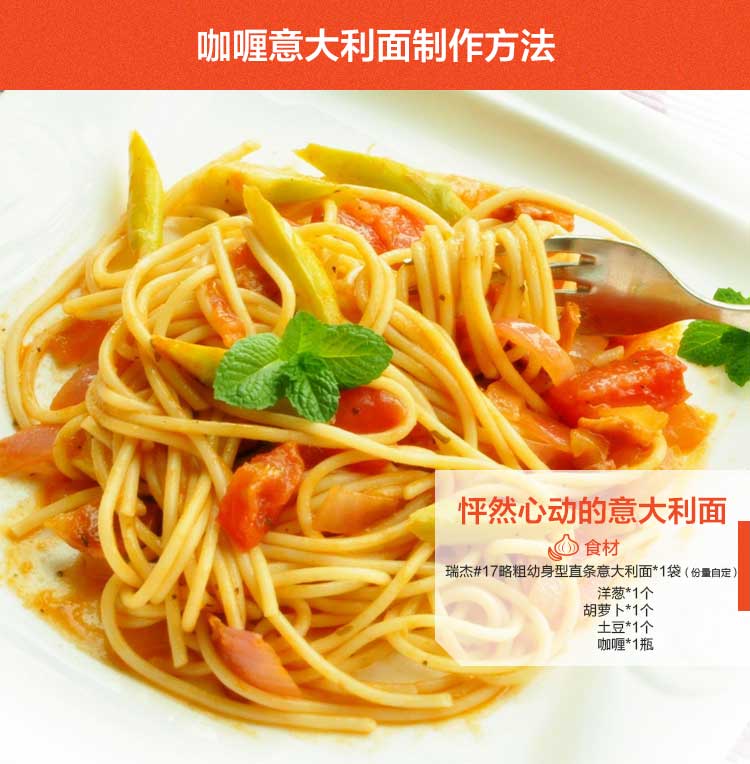 咖喱意大利面制作方法
怦然心动的意大利面
食材
瑞杰#17略粗幼身型直条意大利面*1袋（份量自定）
洋葱*1个
胡萝卜*1个
土豆*1个
咖喱*1瓶